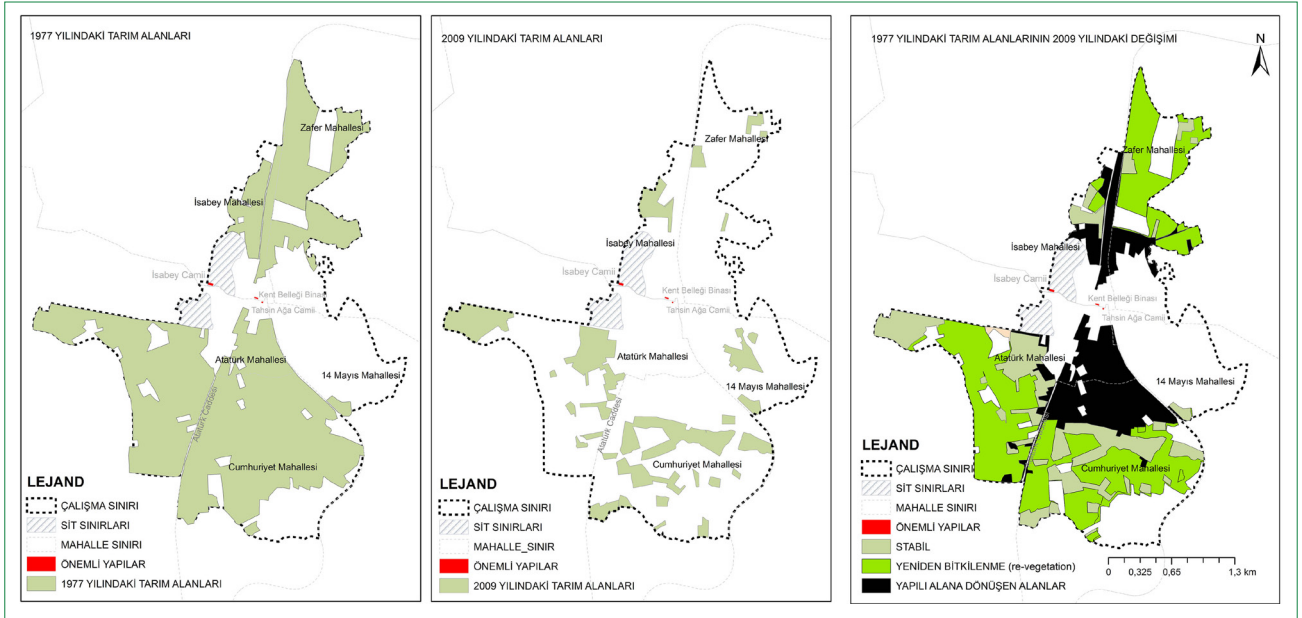 1977 YILINDAKİ TARIM ALANLARI
Zafer Mahallesi
İsabey Mahallesi
İsabey Camii
Kent Belleği Binası
Tahsin Ağa Camii
Atatürk Mahallesi
14 Mayıs Mahallesi
Atatürk Caddesi
Cumhuriyet Mahallesi
LEJAND
ÇALIŞMA SINIRI
SİT SINIRLARI
MAHALLE SINIRI
ÖNEMLİ YAPILAR
1977 YILINDAKİ TARIM ALANLARI
2009 YILINDAKİ TARIM ALANLARI
Zafer Mahallesi
İsabey Mahallesi
İsabey Camii
Kent Belleği Binası
Tahsin Ağa Camii
Atatürk Mahallesi
14 Mayıs Mahallesi
Atatürk Caddesi
Cumhuriyet Mahallesi
LEJAND
ÇALIŞMA SINIRI
SİT SINIRLARI
MAHALLE_SINIR
ÖNEMLİ YAPILAR
2009 YILINDAKİ TARIM ALANLARI
1977 YILINDAKİ TARIM ALANLARININ 2009 YILINDAKİ DEĞİŞİMİ
N
Zafer Mahallesi
İsabey Mahallesi
İsabey Camii
Kent Belleği Binası
Tahsin Ağa Camii
Atatürk Mahallesi
14 Mayıs Mahallesi
Cumhuriyet Mahallesi
LEJAND
ÇALIŞMA SINIRI
SİT SINIRLARI
MAHALLE SINIRI
ÖNEMLİ YAPILAR
STABİL
YENİDEN BİTKİLENME (re-vegetation)
YAPILI ALANA DÖNÜŞEN ALANLAR
0 0,325 0,65 1,3 km